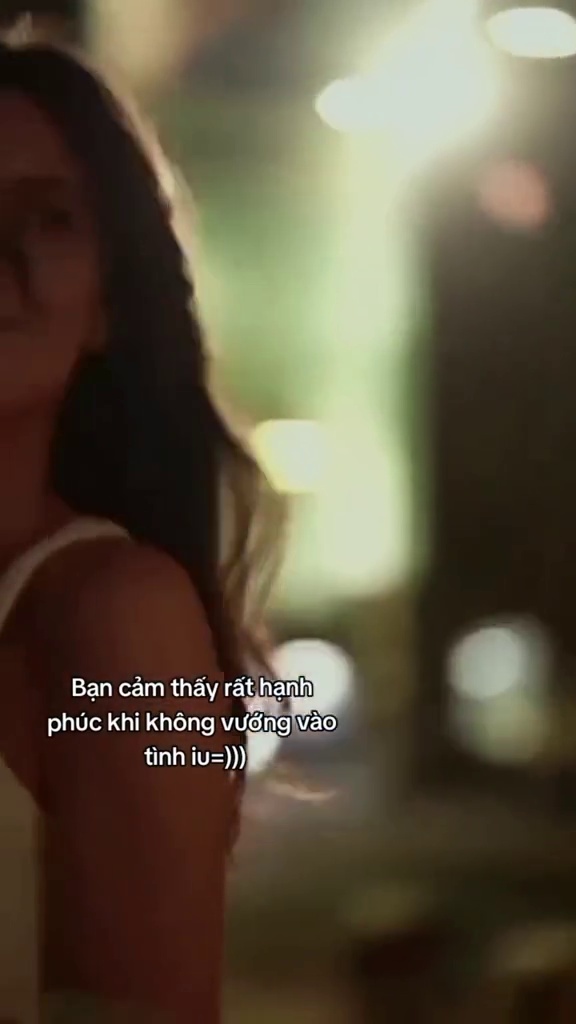 Bạn cảm thấy rất hạnh
phúc khi không vướng vào
tình iu=)))